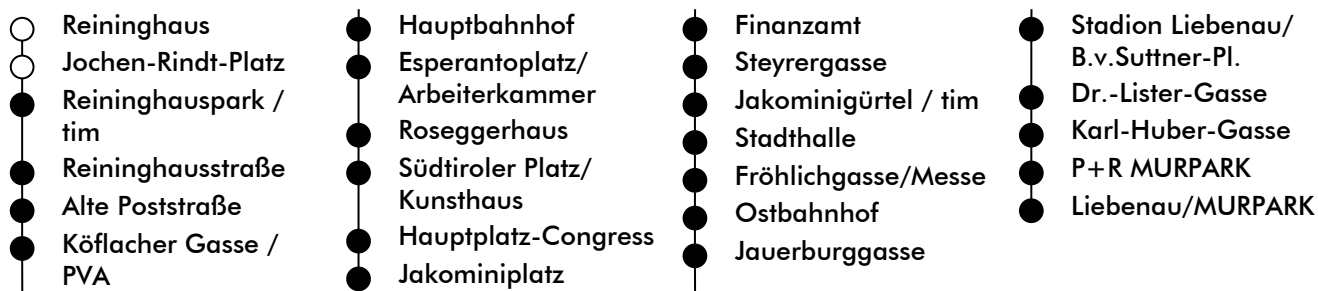 Reininghaus
Jochen-Rindt-Platz
Reininghauspark /
tim
Reininghausstraße
Alte Poststraße
Köflacher Gasse /
PVA
Hauptbahnhof
Esperantoplatz/
Arbeiterkammer
Roseggerhaus
Südtiroler Platz/
Kunsthaus
Hauptplatz-Congress
Jakominiplatz
Finanzamt
Steyrergasse
Jakominigürtel / tim
Stadthalle
Fröhlichgasse/Messe
Ostbahnhof
Jauerburggasse
Stadion Liebenau/
B.v.Suttner-Pl.
Dr.-Lister-Gasse
Karl-Huber-Gasse
P+R MURPARK
Liebenau/MURPARK